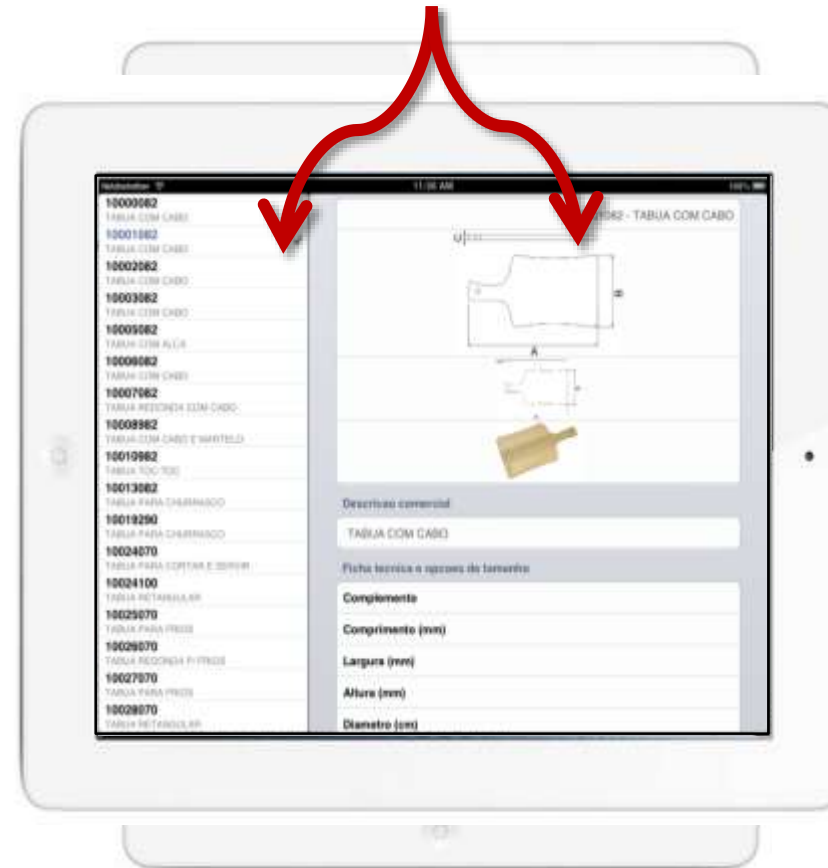 11:06 AM
100%
10000082
TABUA COM CABO
10001082
TABUA COM CABO
10002082
TABUA COM CABO
10003082
TABUA COM CABO
10005082
TABUA COM ALCA
10006082
TABUA COM CABO
10007082
TABUA REDONDA COM CABO
10008982
TABUA COM CABO E MARTELO
10010982
TABUA TOC TOC
10013082
TABUA PARA CHURRASCO
10019290
TABUA PARA CHURRASCO
10024070
TABUA PARA CORTAR E SERVIR
10024100
TABUA RETANGULAR
10025070
TABUA PARA FRIOS
10026070
TABUA REDONDA P/ FRIOS
10027070
TABUA PARA FRIOS
10028070
TABUA RETANGULAR
082 - TABUA COM CABO
U
B
A
Descricao comercial
TABUA COM CABO
Ficha tecnica e opcoes de tamanho
Complemento
Comprimento (mm)
Largura (mm)
Altura (mm)
Diametro (cm)